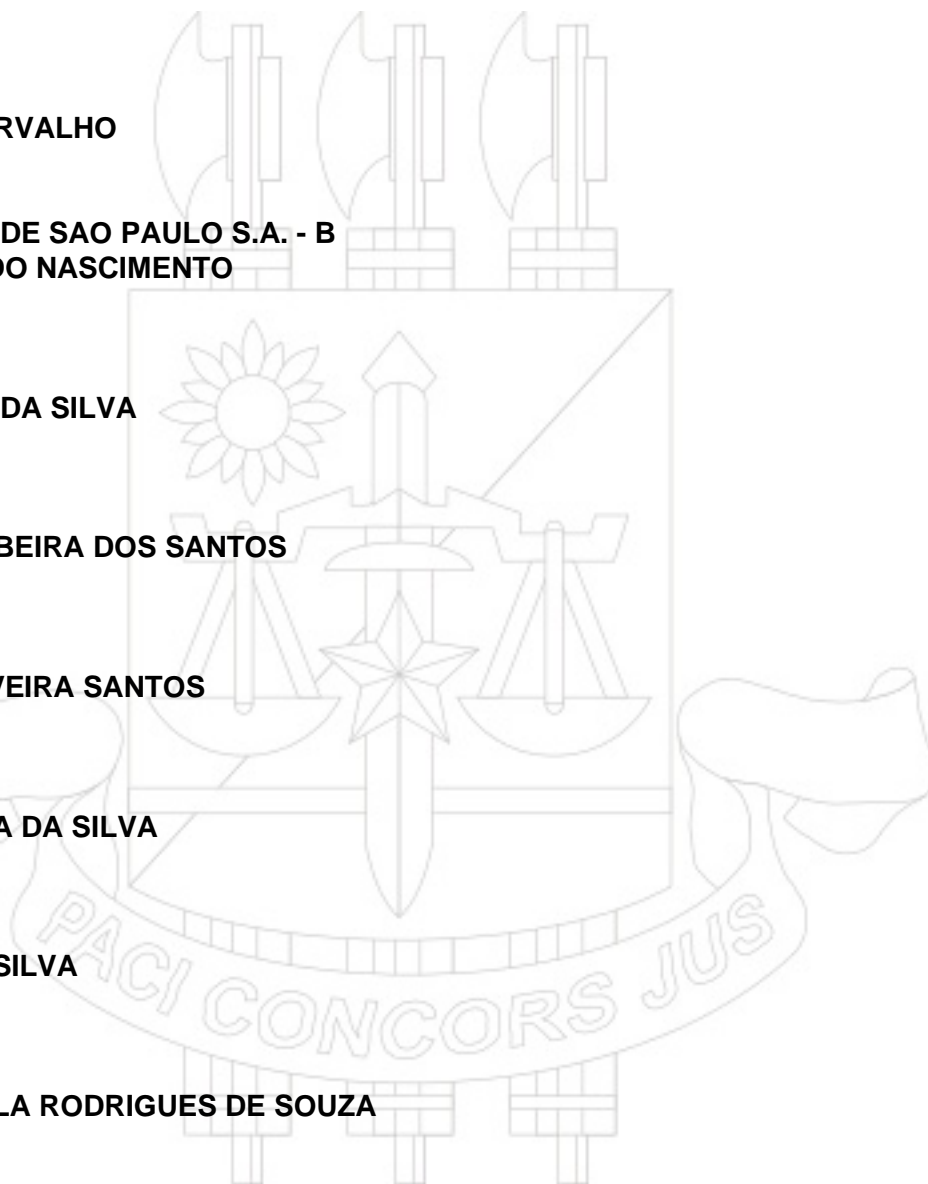 RVALHO
DE SAO PAULO S.A. - B
DO NASCIMENTO
DA SILVA
BEIRA DOS SANTOS
VEIRA SANTOS
A DA SILVA
SILVA
LA RODRIGUES DE SOUZA
PACI CONCORS JUS